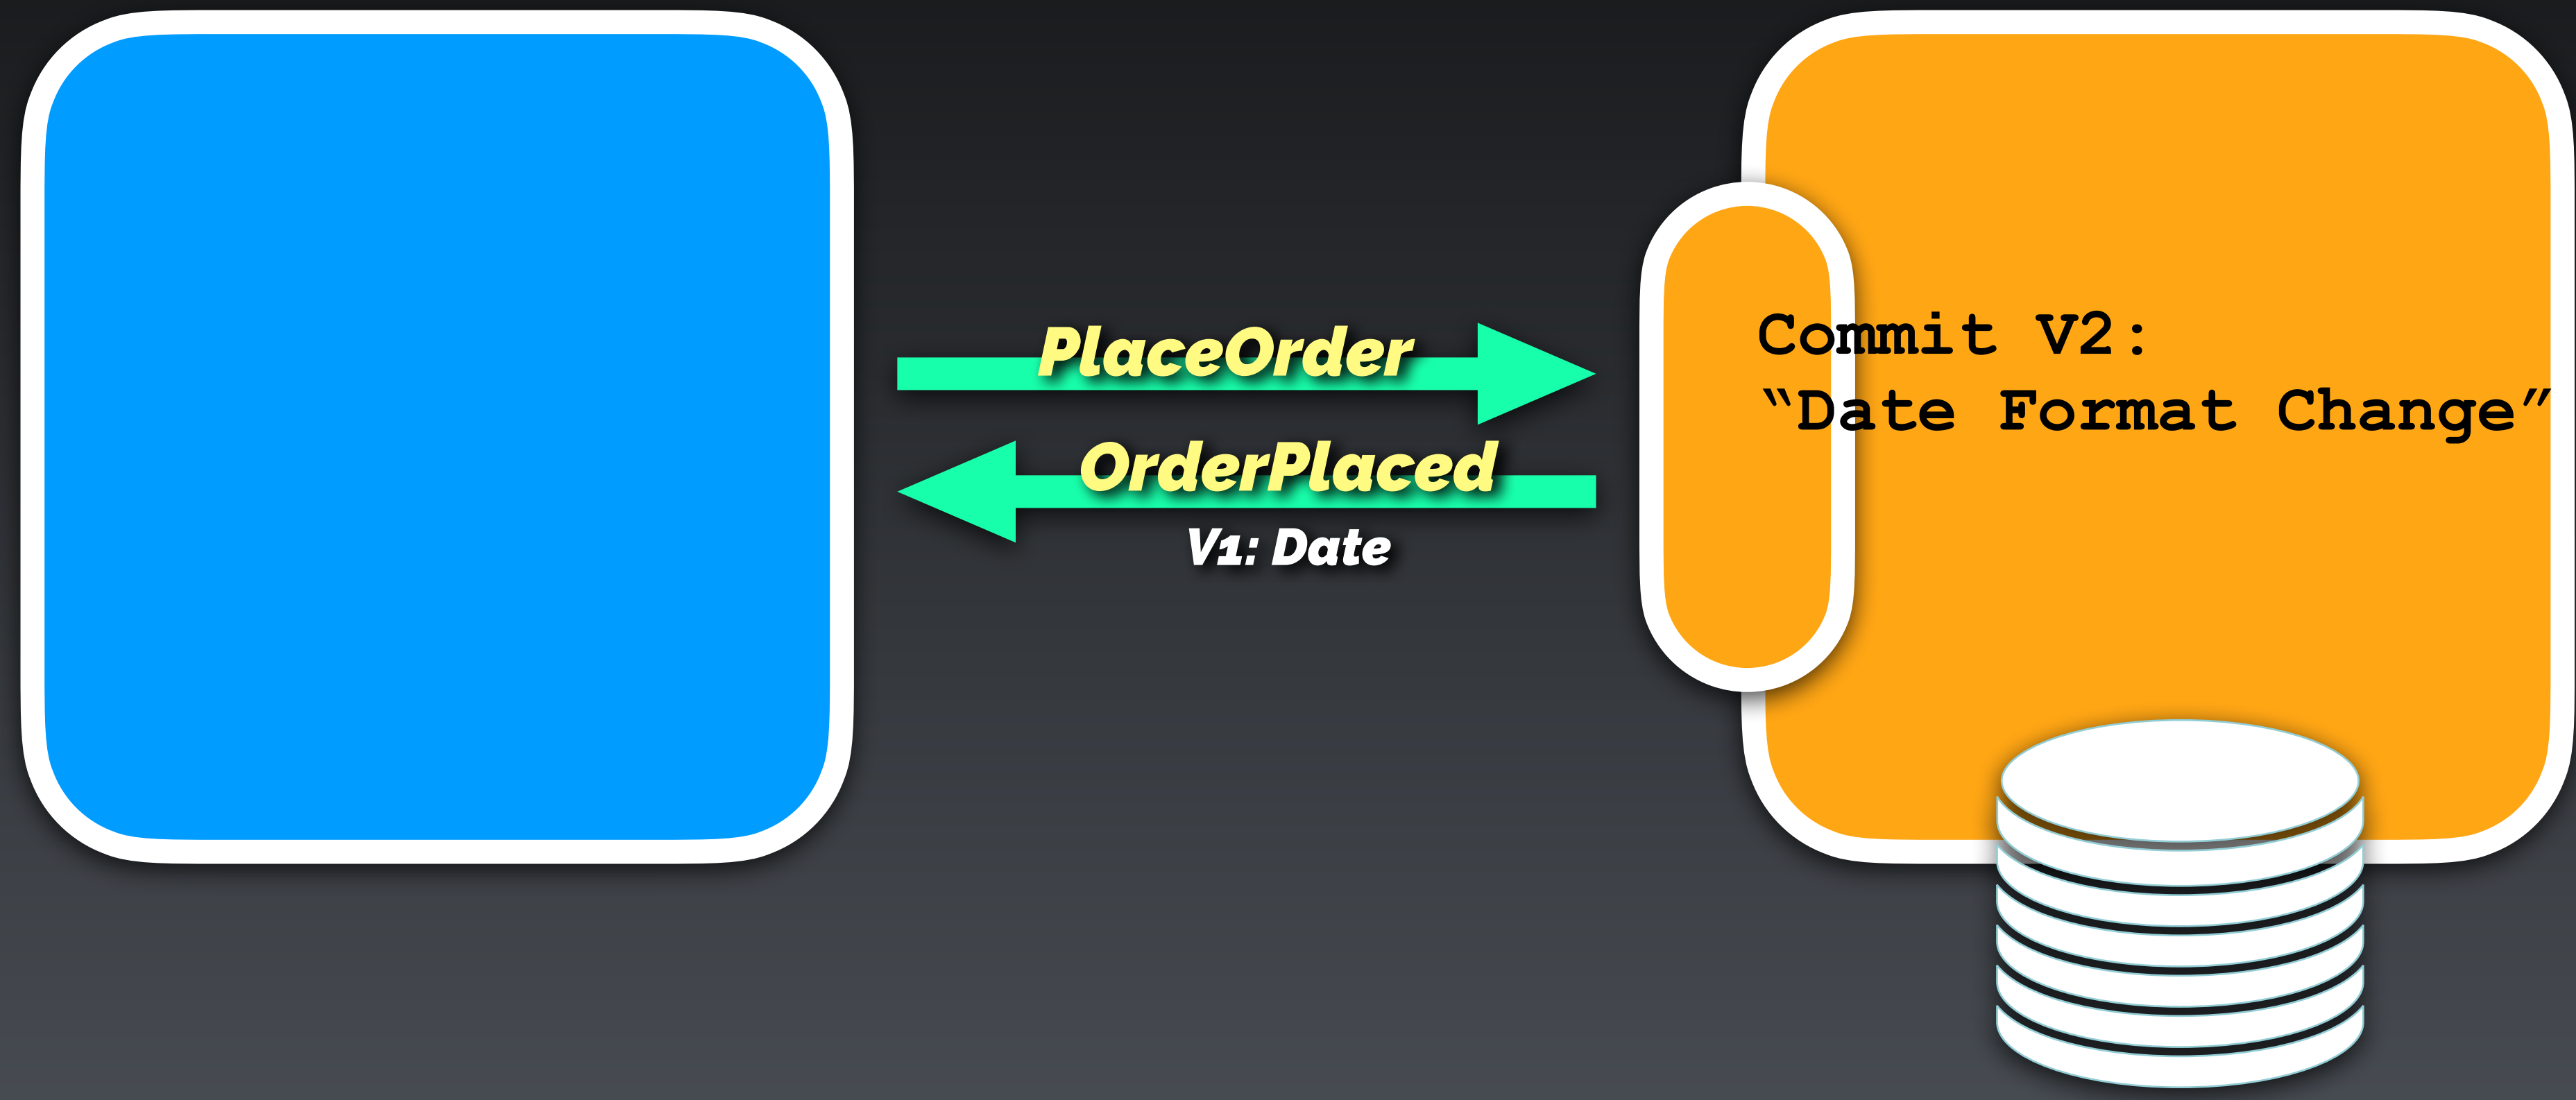 PlaceOrder
OrderPlaced
V1: Date
Commit V2:
“Date Format Change”